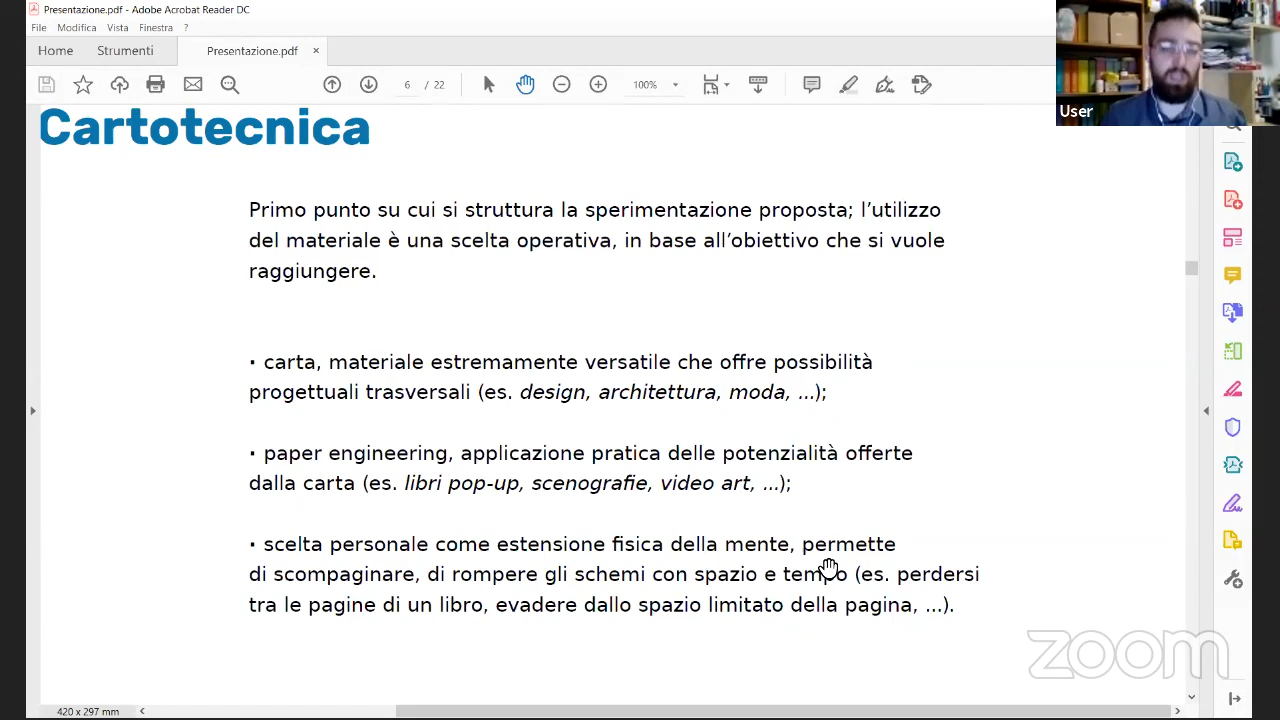 Presentazione.pdf - Adobe Acrobat Reader DC
File Modifica Vista Finestra ?
Home Strumenti Presentazione.pdf ×
6 / 22 100%
User
Cartotecnica
Primo punto su cui si struttura la sperimentazione proposta; l’utilizzo
del materiale è una scelta operativa, in base all’obiettivo che si vuole
raggiungere.
· carta, materiale estremamente versatile che offre possibilità
progettuali trasversali (es. design, architettura, moda, ...);
· paper engineering, applicazione pratica delle potenzialità offerte
dalla carta (es. libri pop-up, scenografie, video art, ...);
· scelta personale come estensione fisica della mente, permette
di scompaginare, di rompere gli schemi con spazio e tempo (es. perdersi
tra le pagine di un libro, evadere dallo spazio limitato della pagina, ...).
zoom
420 x 297 mm